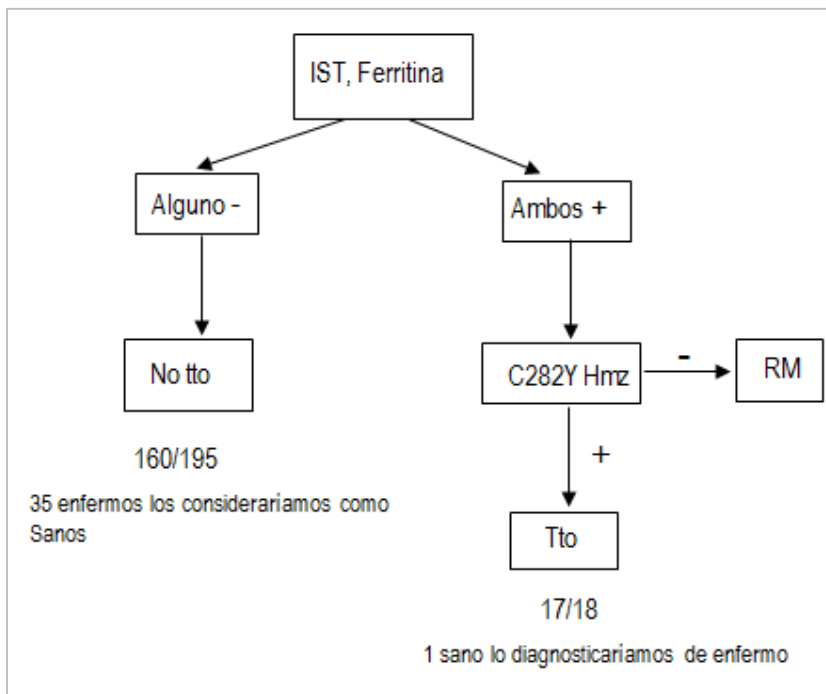 IST, Ferritina
Alguno -
Ambos +
No tto
C282Y Hmz
-
RM
+
160/195
35 enfermos los considerariamos como
Sanos
Tto
17/18
1 sano lo diagnosticaríamos de enfermo